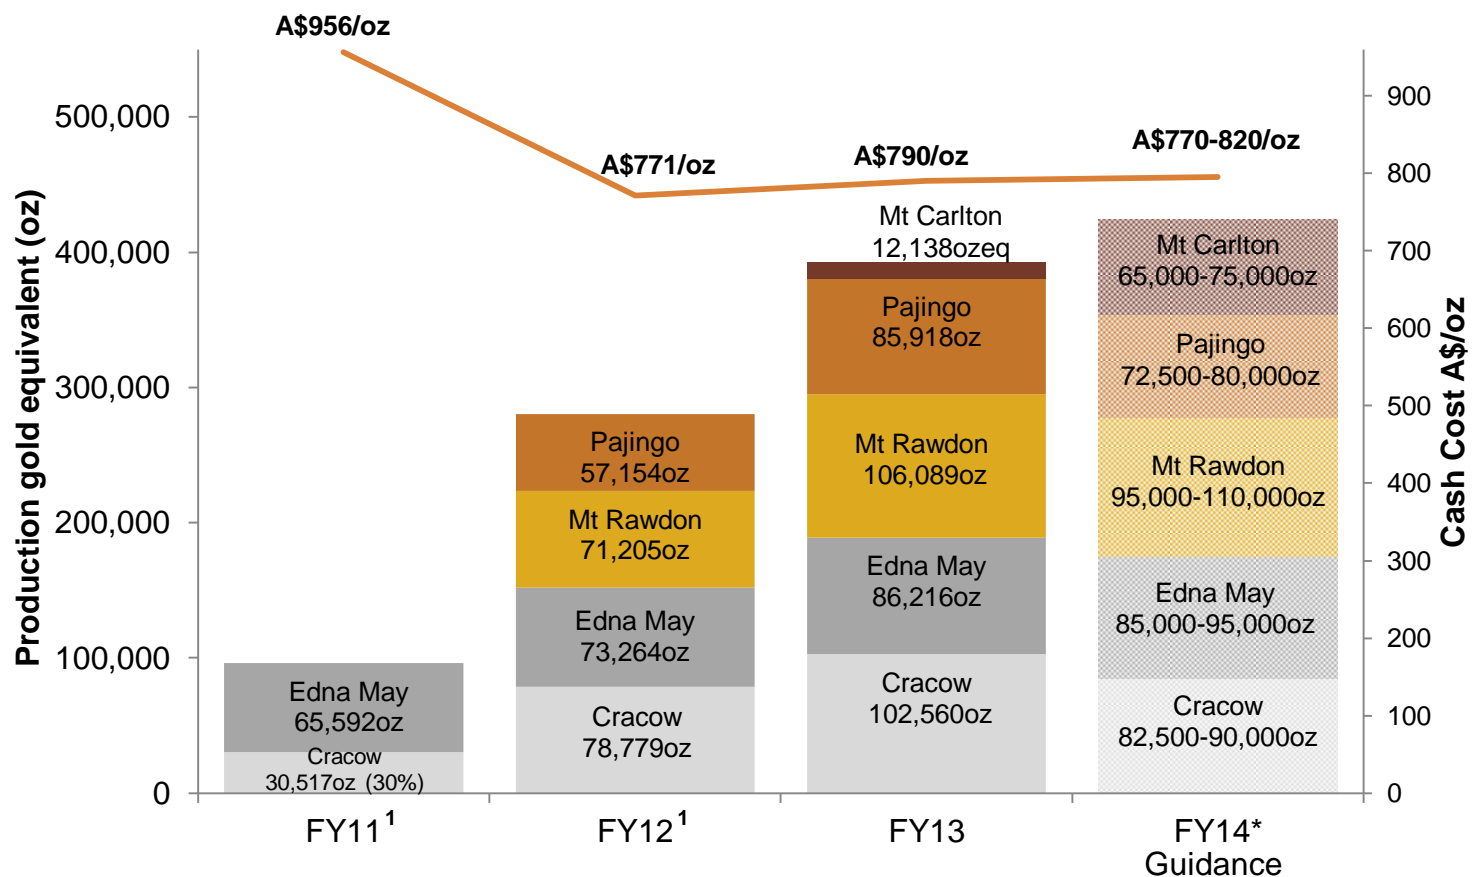 A$956/oz
A$771/oz
A$790/oz
A$770-820/oz
Production gold equivalent (oz)
500,000
400,000
300,000
200,000
100,000
0
Edna May
65,592oz
Cracow
30,517oz (30%)
Pajingo
57,154oz
Mt Rawdon
71,205oz
Edna May
73,264oz
Cracow
78,779oz
Mt Carlton
12,138ozeq
Pajingo
85,918oz
Mt Rawdon
106,089oz
Edna May
86,216oz
Cracow
102,560oz
Mt Carlton
65,000-75,000oz
Pajingo
72,500-80,000oz
Mt Rawdon
95,000-110,000oz
Edna May
85,000-95,000oz
Cracow
82,500-90,000oz
900
800
700
600
500
400
300
200
100
0
Cash Cost A$/oz
FY11¹
FY12¹
FY13
FY14*
Guidance